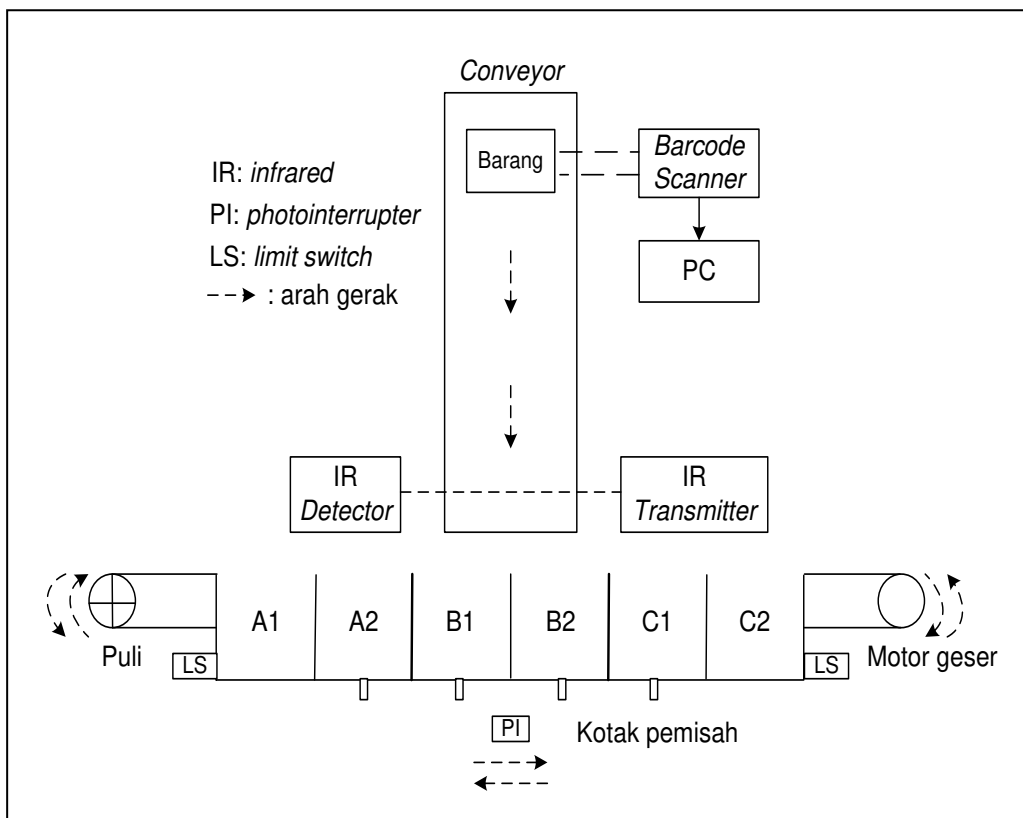 Conveyor
Barang
Barcode
Scanner
PC
IR: infrared
PI: photointerrupter
LS: limit switch
: arah gerak
IR
Detector
IR
Transmitter
A1
A2
B1
B2
C1
C2
Puli
LS
LS
Motor geser
PI
Kotak pemisah